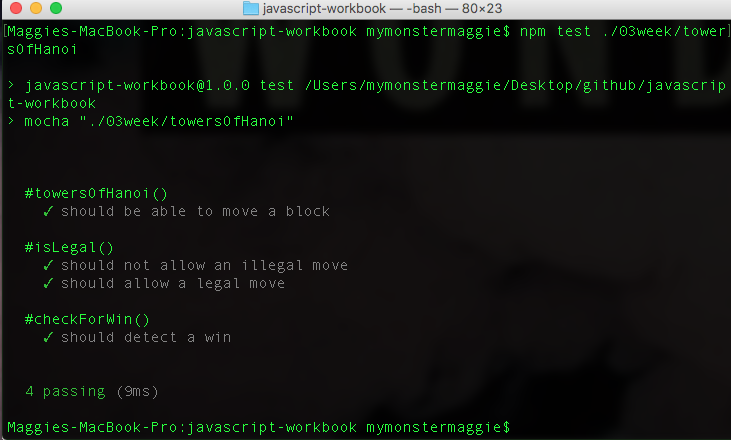 javascript-workbook — -bash — 80×23
[Maggies-MacBook-Pro:javascript-workbook mymonstermaggie$ npm test ./03week/tower]
sOfHanoi
> javascript-workbook@1.0.0 test /Users/mymonstermaggie/Desktop/github/javascrip
t-workbook
> mocha "./03week/towersOfHanoi"
#towersOfHanoi()
✓ should be able to move a block
#isLegal()
✓ should not allow an illegal move
✓ should allow a legal move
#checkForWin()
✓ should detect a win
4 passing (9ms)
Maggies-MacBook-Pro:javascript-workbook mymonstermaggie$